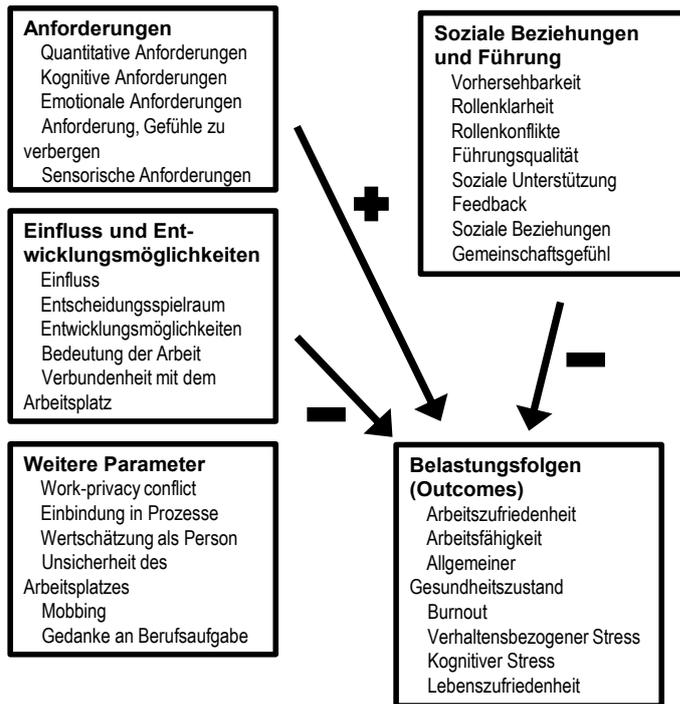 Anforderungen
Quantitative Anforderungen
Kognitive Anforderungen
Emotionale Anforderungen
Anforderung, Gefühle zu
verbergen
Sensorische Anforderungen
Einfluss und Ent-
wicklungsmöglichkeiten
Einfluss
Entscheidungsspielraum
Entwicklungsmöglichkeiten
Bedeutung der Arbeit
Verbundenheit mit dem
Arbeitsplatz
Weitere Parameter
Work-privacy conflict
Einbindung in Prozesse
Wertschätzung als Person
Unsicherheit des
Arbeitsplatzes
Mobbing
Gedanke an Berufsaufgabe
+
−
Soziale Beziehungen
und Führung
Vorhersehbarkeit
Rollenklarheit
Rollenkonflikte
Führungsqualität
Soziale Unterstützung
Feedback
Soziale Beziehungen
Gemeinschaftsgefühl
−
Belastungsfolgen
(Outcomes)
Arbeitszufriedenheit
Arbeitsfähigkeit
Allgemeiner
Gesundheitszustand
Burnout
Verhaltensbezogener Stress
Kognitiver Stress
Lebenszufriedenheit